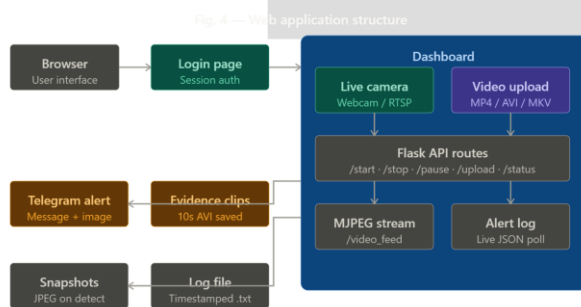 Fig. 4 — Web application structure
Browser
User interface
Login page
Session auth
Dashboard
Live camera
Webcam / RTSP
Video upload
MP4 / AVI / MKV
Flask API routes
/start · /stop · /pause · /upload · /status
Telegram alert
Message + image
Evidence clips
10s AVI saved
MJPEG stream
/video_feed
Alert log
Live JSON poll
Snapshots
JPEG on detect
Log file
Timestamped .txt